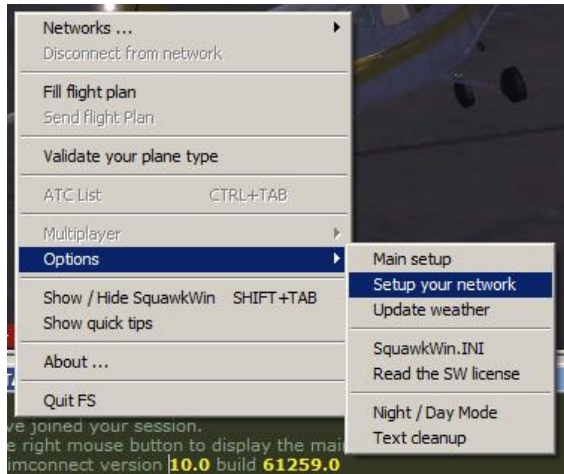 Networks ...
Disconnect from network
Fill flight plan
Send flight Plan
Validate your plane type
ATC List CTRL+TAB
Multiplayer
Options
Show / Hide SquawkWin SHIFT+TAB
Show quick tips
About ...
Quit FS
Main setup
Setup your network
Update weather
SquawkWin.INI
Read the SW license
Night / Day Mode
Text cleanup
ve joined your session.
e right mouse button to display the mai
imconnect version 10.0 build 61259.0